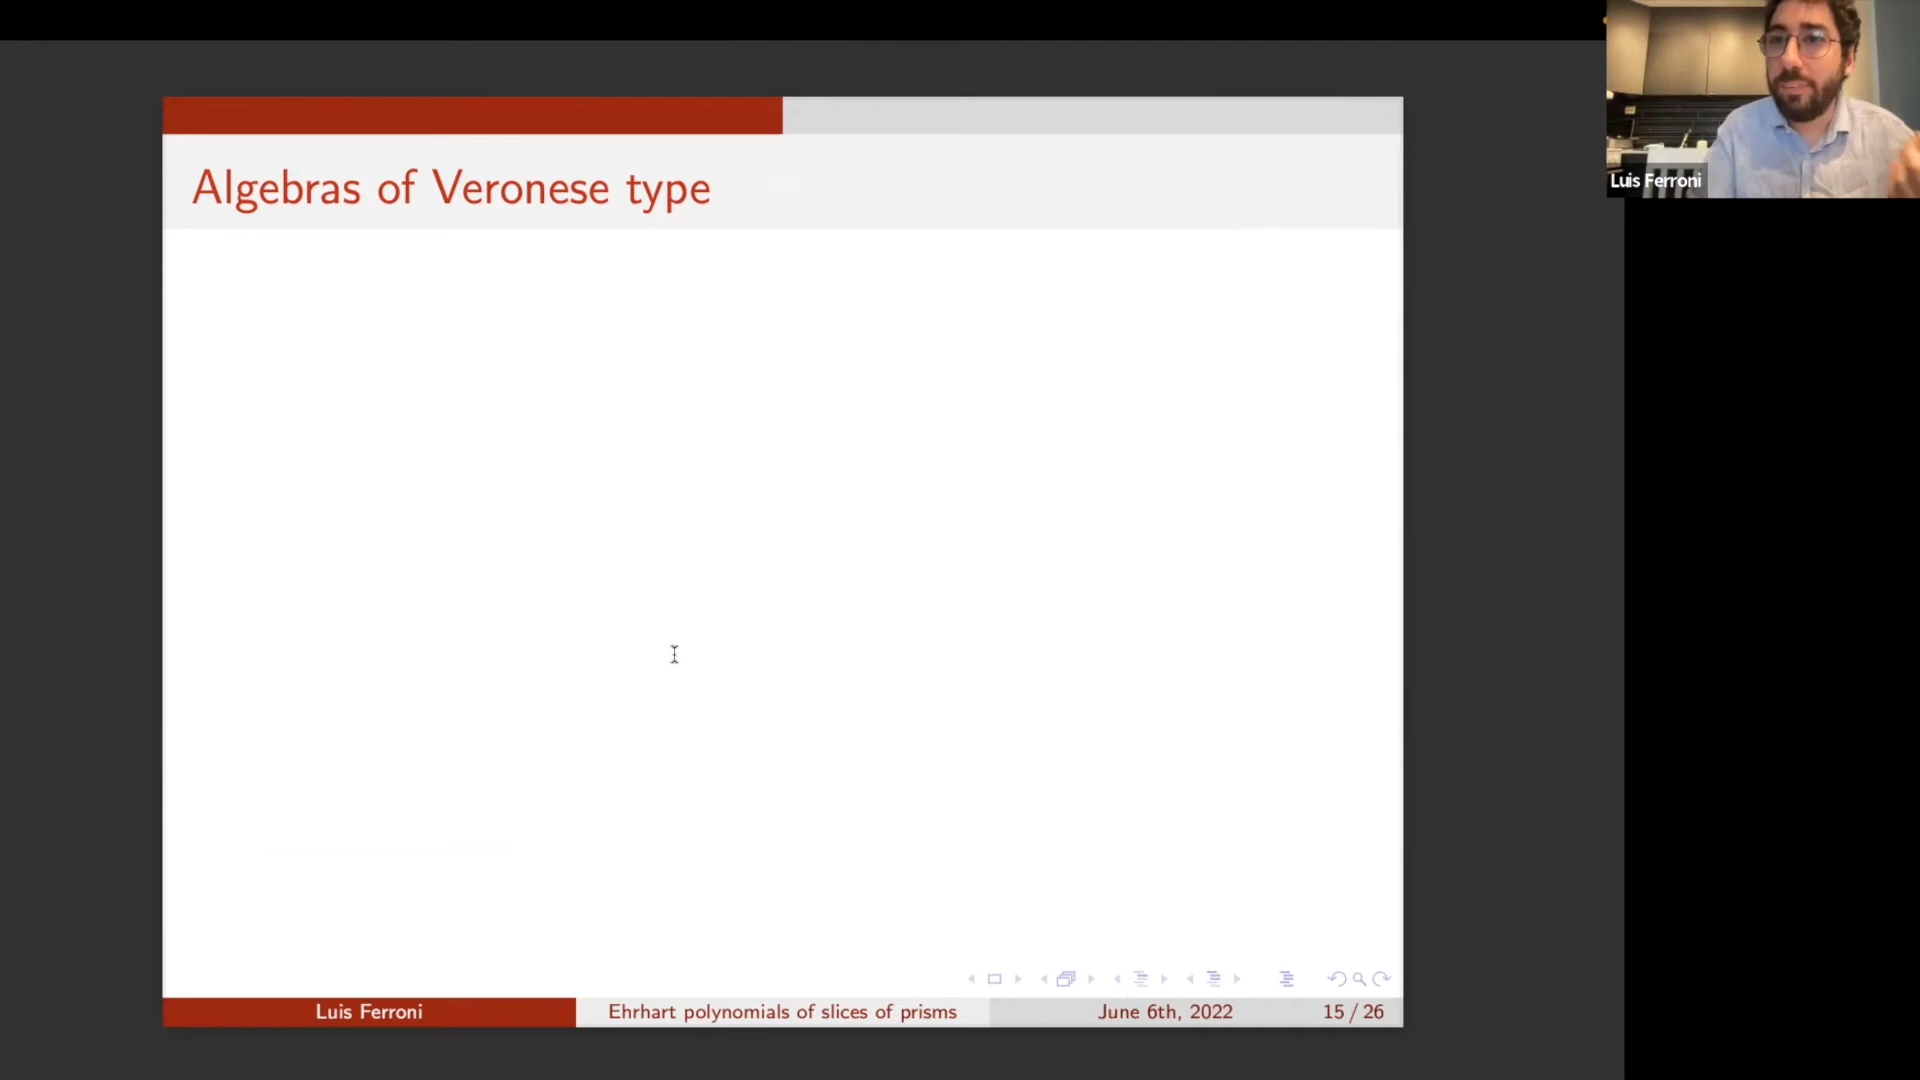 Algebras of Veronese type
Luis Ferroni
Luis Ferroni
Ehrhart polynomials of slices of prisms
June 6th, 2022
15 / 26